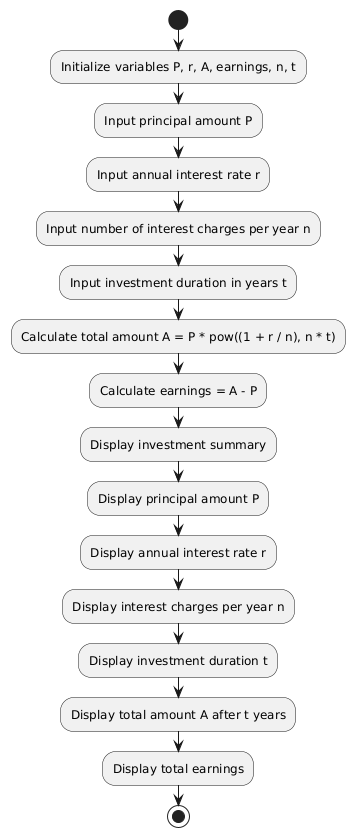 Initialize variables P, r, A, earnings, n, t
Input principal amount P
Input annual interest rate r
Input number of interest charges per year n
Input investment duration in years t
Calculate total amount A = P * pow((1 + r / n), n * t)
Calculate earnings = A - P
Display investment summary
Display principal amount P
Display annual interest rate r
Display interest charges per year n
Display investment duration t
Display total amount A after t years
Display total earnings